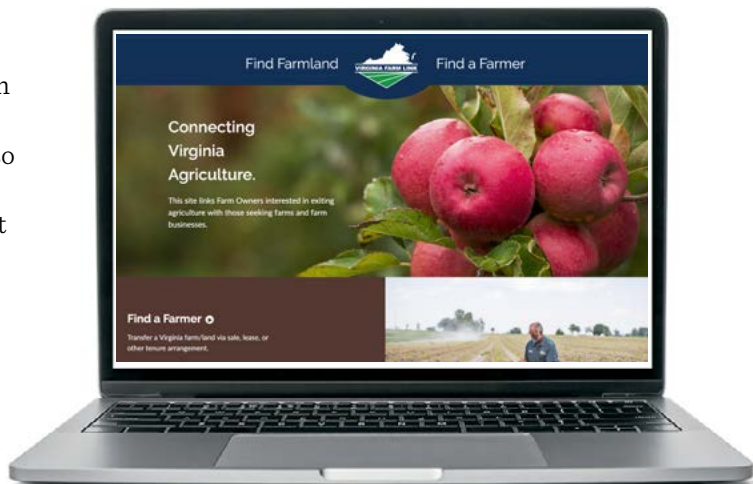 n
o
t
Find Farmland
VIRGINIA FARM LINK
Find a Farmer
Connecting
Virginia
Agriculture.
This site links Farm Owners interested in exiting
agriculture with those seeking farms and farm
businesses.
Find a Farmer
Transfer a Virginia farm/land via sale, lease, or
other tenure arrangement.